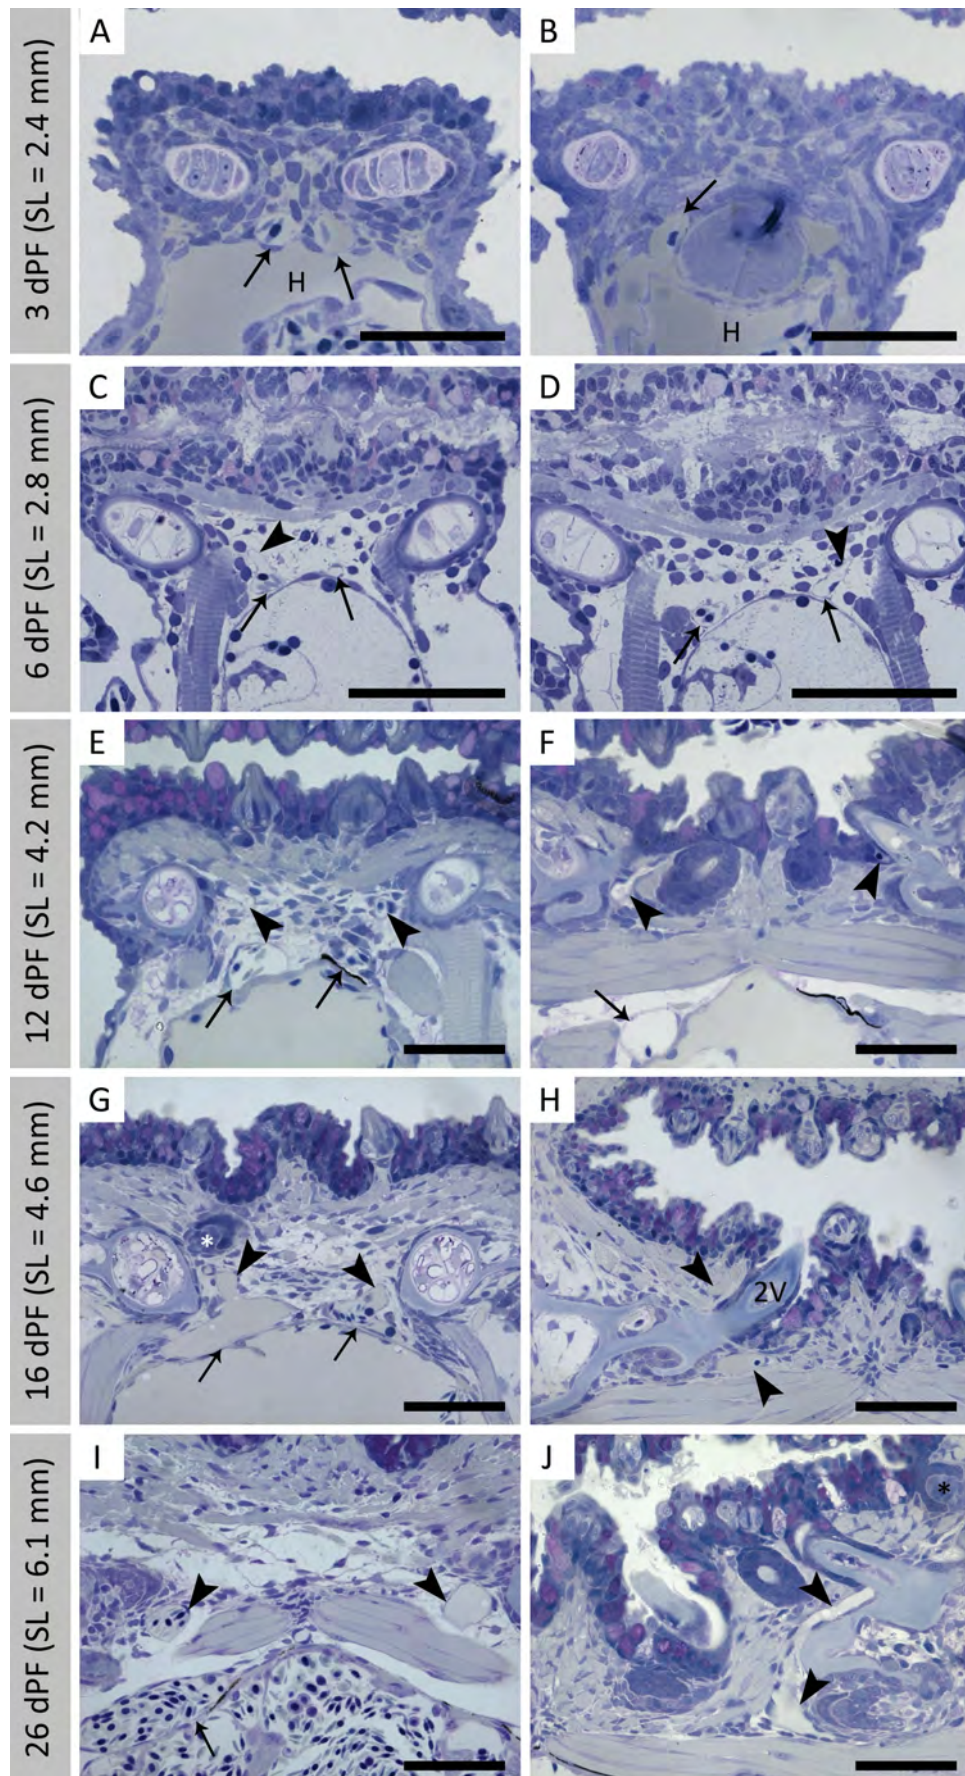 3 dPF (SL = 2.4 mm)
A
H
B
H
6 dPF (SL = 2.8 mm)
C
D
12 dPF (SL = 4.2 mm)
E
F
16 dPF (SL = 4.6 mm)
G
*
H
2V
26 dPF (SL = 6.1 mm)
I
J
*